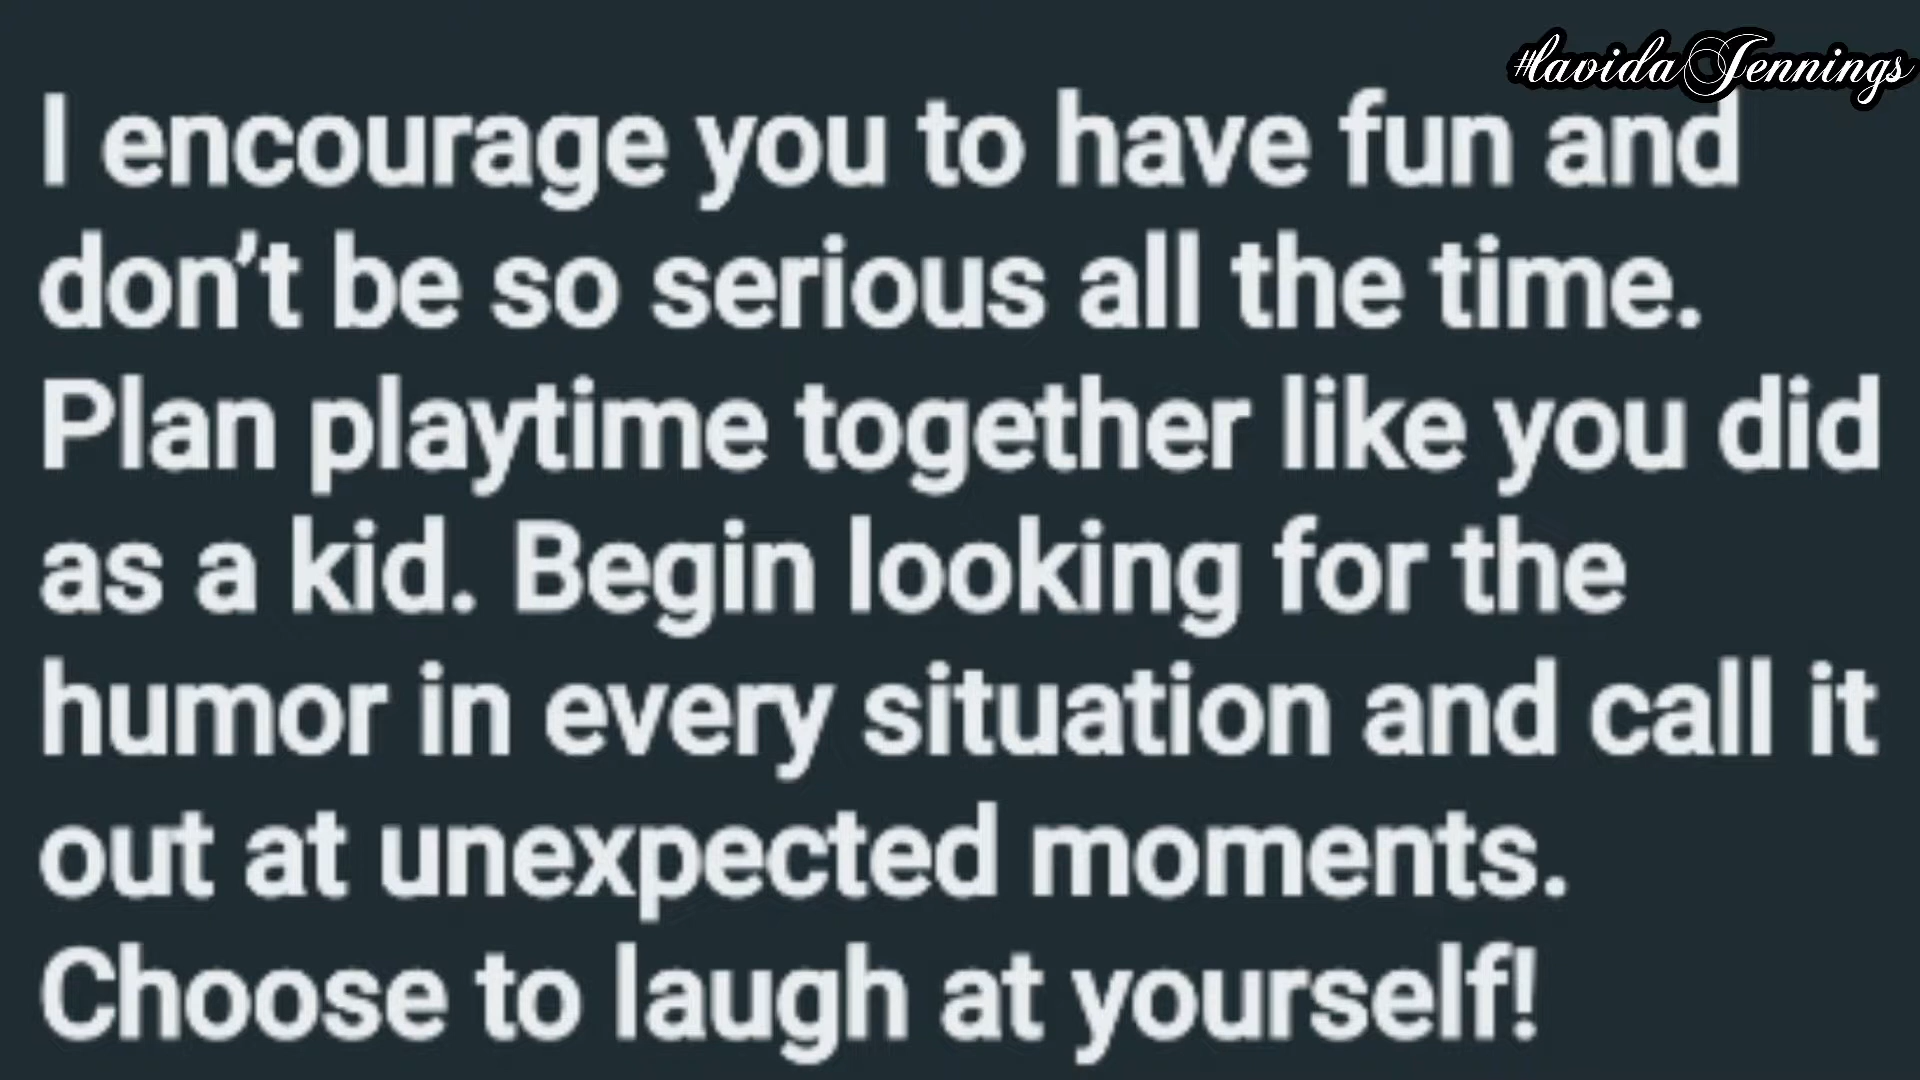 #lavida Jennings
I encourage you to have fun and
don’t be so serious all the time.
Plan playtime together like you did
as a kid. Begin looking for the
humor in every situation and call it
out at unexpected moments.
Choose to laugh at yourself!